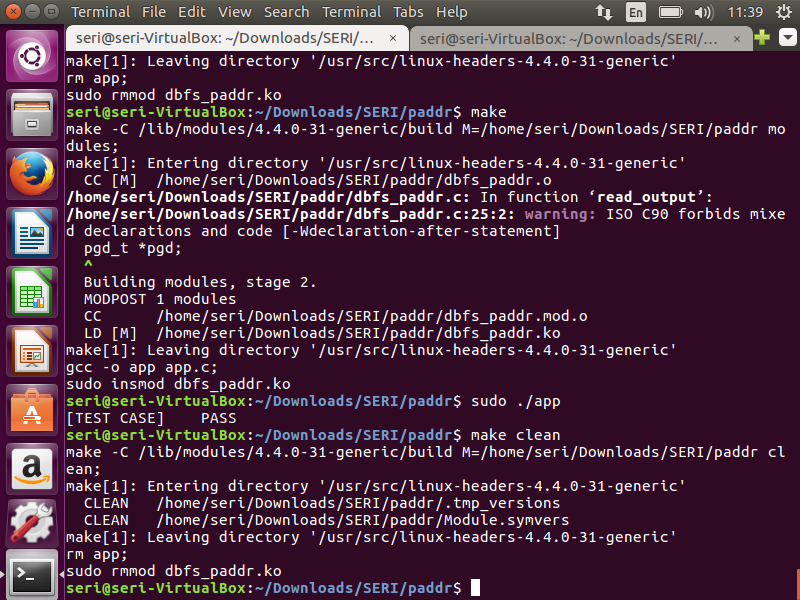 Terminal File Edit View Search Terminal Tabs Help En 11:39
seri@seri-VirtualBox: ~/Downloads/SERI/... × seri@seri-VirtualBox: ~/Downloads/SERI/... ×
make[1]: Leaving directory '/usr/src/linux-headers-4.4.0-31-generic'
rm app;
sudo rmmod dbfs_paddr.ko
seri@seri-VirtualBox:~/Downloads/SERI/paddr$ make
make -C /lib/modules/4.4.0-31-generic/build M=/home/seri/Downloads/SERI/paddr mo
dules;
make[1]: Entering directory '/usr/src/linux-headers-4.4.0-31-generic'
CC [M] /home/seri/Downloads/SERI/paddr/dbfs_paddr.o
/home/seri/Downloads/SERI/paddr/dbfs_paddr.c: In function ‘read_output’:
/home/seri/Downloads/SERI/paddr/dbfs_paddr.c:25:2: warning: ISO C90 forbids mixe
d declarations and code [-Wdeclaration-after-statement]
pgd_t *pgd;
^
Building modules, stage 2.
MODPOST 1 modules
CC /home/seri/Downloads/SERI/paddr/dbfs_paddr.mod.o
LD [M] /home/seri/Downloads/SERI/paddr/dbfs_paddr.ko
make[1]: Leaving directory '/usr/src/linux-headers-4.4.0-31-generic'
gcc -o app app.c;
sudo insmod dbfs_paddr.ko
seri@seri-VirtualBox:~/Downloads/SERI/paddr$ sudo ./app
[TEST CASE] PASS
seri@seri-VirtualBox:~/Downloads/SERI/paddr$ make clean
make -C /lib/modules/4.4.0-31-generic/build M=/home/seri/Downloads/SERI/paddr cl
ean;
make[1]: Entering directory '/usr/src/linux-headers-4.4.0-31-generic'
CLEAN /home/seri/Downloads/SERI/paddr/.tmp_versions
CLEAN /home/seri/Downloads/SERI/paddr/Module.symvers
make[1]: Leaving directory '/usr/src/linux-headers-4.4.0-31-generic'
rm app;
sudo rmmod dbfs_paddr.ko
seri@seri-VirtualBox:~/Downloads/SERI/paddr$